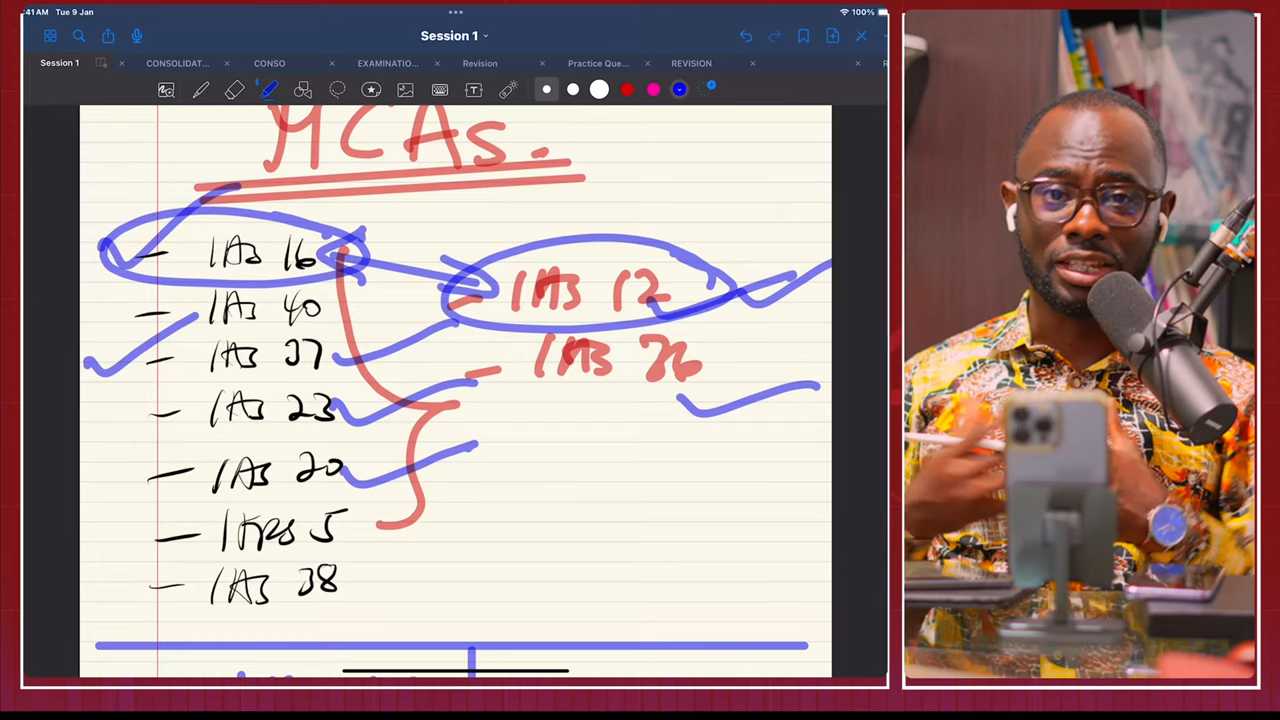 :41 AM Tue 9 Jan
100%
Session 1
Session 1 CONSOLIDAT... CONSO EXAMINATIO... Revision Practice Que... REVISION
MCAs.
- IAS 16
- IAS 40
- IAS 37
- IAS 23
- IAS 20
- IFRS 5
- IAS 38
- IAS 12
- IAS 36